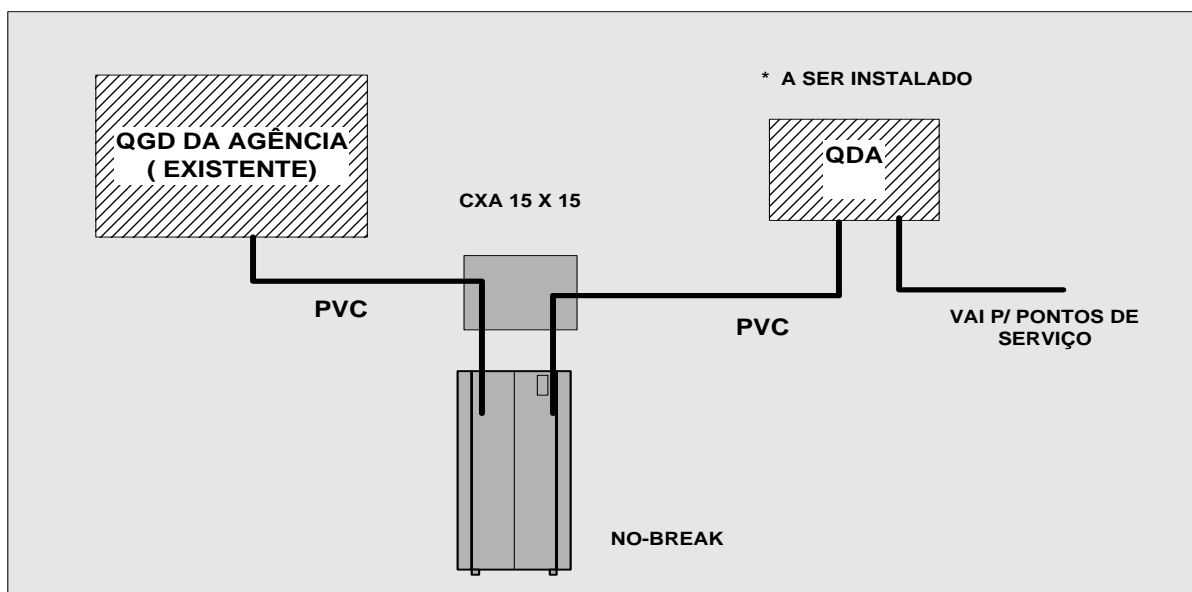 * A SER INSTALADO
QGD DA AGÊNCIA
( EXISTENTE)
QDA
CXA 15 X 15
PVC
PVC
VAI P/ PONTOS DE
SERVIÇO
NO-BREAK